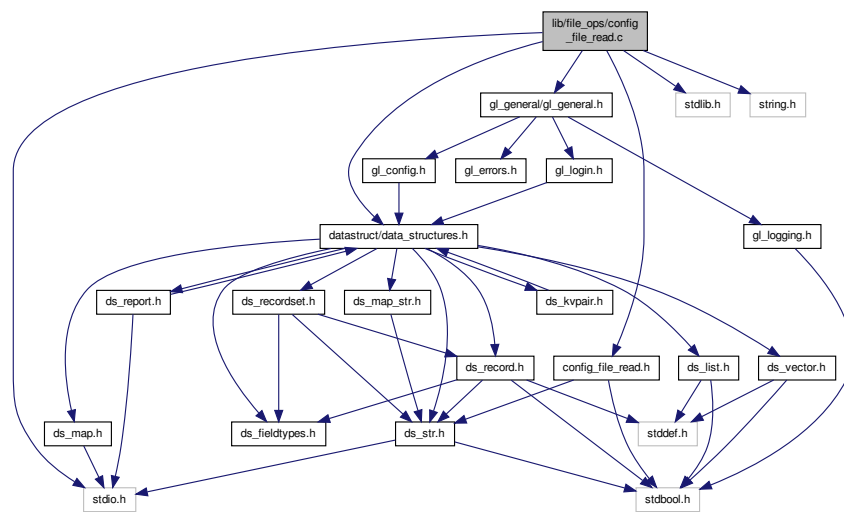 lib/file_ops/config
_file_read.c
gl_general/gl_general.h
stdlib.h
string.h
gl_config.h
gl_errors.h
gl_login.h
datastruct/data_structures.h
gl_logging.h
ds_report.h
ds_recordset.h
ds_map_str.h
ds_kvpair.h
ds_record.h
config_file_read.h
ds_list.h
ds_vector.h
ds_map.h
ds_fieldtypes.h
ds_str.h
stddef.h
stdio.h
stdbool.h